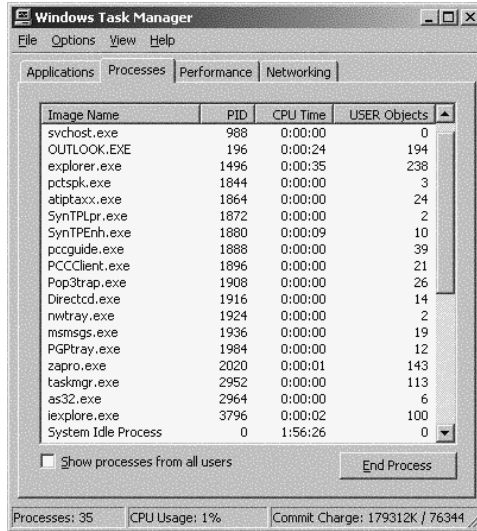 Windows Task Manager
File Options View Help
Applications Processes Performance Networking
Image Name PID CPU Time USER Objects
svchost.exe 988 0:00:00 0
OUTLOOK.EXE 196 0:00:24 194
explorer.exe 1496 0:00:35 238
pctspk.exe 1844 0:00:00 3
atiptaxx.exe 1864 0:00:00 24
SynTPLpr.exe 1872 0:00:00 2
SynTPEnh.exe 1880 0:00:09 10
pccguide.exe 1888 0:00:00 39
PCCClient.exe 1896 0:00:00 21
Pop3trap.exe 1908 0:00:00 26
Directcd.exe 1916 0:00:00 14
nwtray.exe 1924 0:00:00 2
msmsgs.exe 1936 0:00:00 19
PGPtray.exe 1984 0:00:00 12
zapro.exe 2020 0:00:01 143
taskmgr.exe 2952 0:00:00 113
as32.exe 2964 0:00:00 6
iexplore.exe 3796 0:00:02 100
System Idle Process 0 1:56:26 0
Show processes from all users End Process
Processes: 35 CPU Usage: 1% Commit Charge: 179312K / 76344